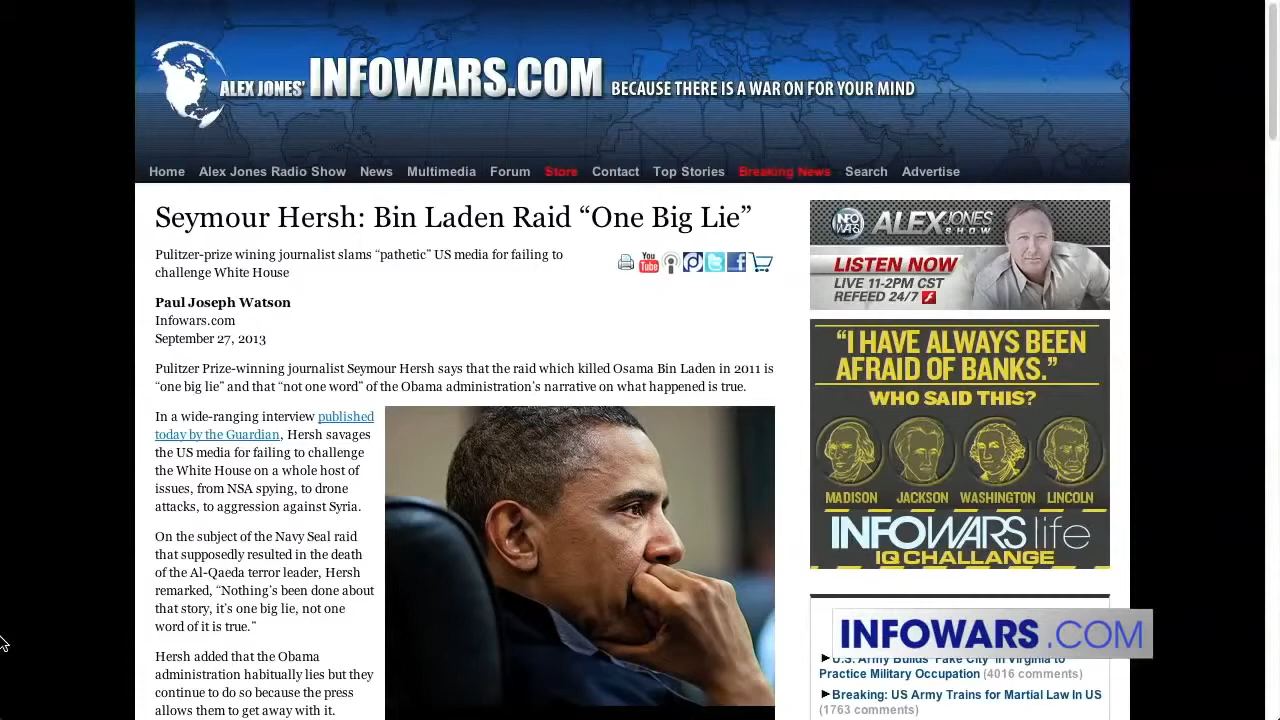 ALEX JONES' INFOWARS.COM BECAUSE THERE IS A WAR ON FOR YOUR MIND
Home Alex Jones Radio Show News Multimedia Forum Store Contact Top Stories Breaking News Search Advertise
Seymour Hersh: Bin Laden Raid “One Big Lie”
Pulitzer-prize wining journalist slams “pathetic” US media for failing to
challenge White House
You
Tube
Paul Joseph Watson
Infowars.com
September 27, 2013
Pulitzer Prize-winning journalist Seymour Hersh says that the raid which killed Osama Bin Laden in 2011 is
“one big lie” and that “not one word” of the Obama administration’s narrative on what happened is true.
In a wide-ranging interview published
today by the Guardian, Hersh savages
the US media for failing to challenge
the White House on a whole host of
issues, from NSA spying, to drone
attacks, to aggression against Syria.
On the subject of the Navy Seal raid
that supposedly resulted in the death
of the Al-Qaeda terror leader, Hersh
remarked, “Nothing’s been done about
that story, it’s one big lie, not one
word of it is true.”
Hersh added that the Obama
administration habitually lies but they
continue to do so because the press
allows them to get away with it.
INFO
WARS
ALEX JONES
SHOW
LISTEN NOW
LIVE 11-2PM CST
REFEED 24/7
“I HAVE ALWAYS BEEN
AFRAID OF BANKS.”
WHO SAID THIS?
MADISON JACKSON WASHINGTON LINCOLN
INFOWARS life
IQ CHALLANGE
INFOWARS.COM
U.S. Army Builds ‘Fake City’ in Virginia to
Practice Military Occupation (4016 comments)
Breaking: US Army Trains for Martial Law In US
(1763 comments)